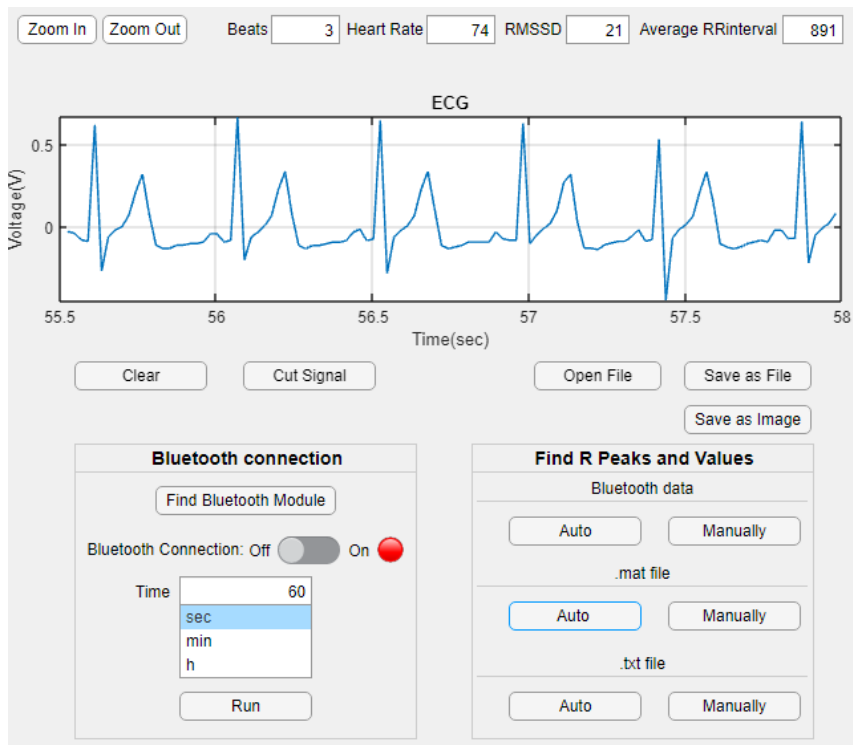 Zoom In Zoom Out Beats 3 Heart Rate 74 RMSSD 21 Average RRinterval 891
ECG
0.5
0
Voltage(V)
55.5 56 56.5 57 57.5 58
Time(sec)
Clear Cut Signal Open File Save as File
Save as Image
Bluetooth connection
Find Bluetooth Module
Bluetooth Connection: Off On
Time 60
sec
min
h
Run
Find R Peaks and Values
Bluetooth data
Auto Manually
.mat file
Auto Manually
.txt file
Auto Manually